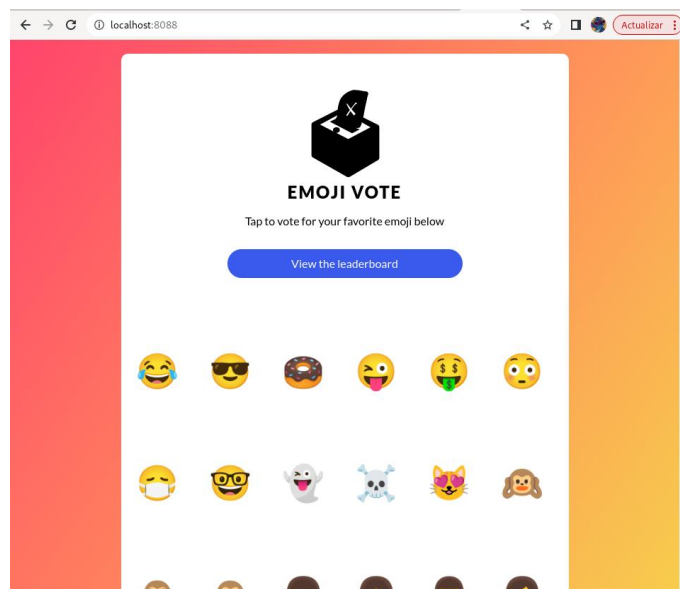 localhost:8088
Actualizar
EMOJI VOTE
Tap to vote for your favorite emoji below
View the leaderboard